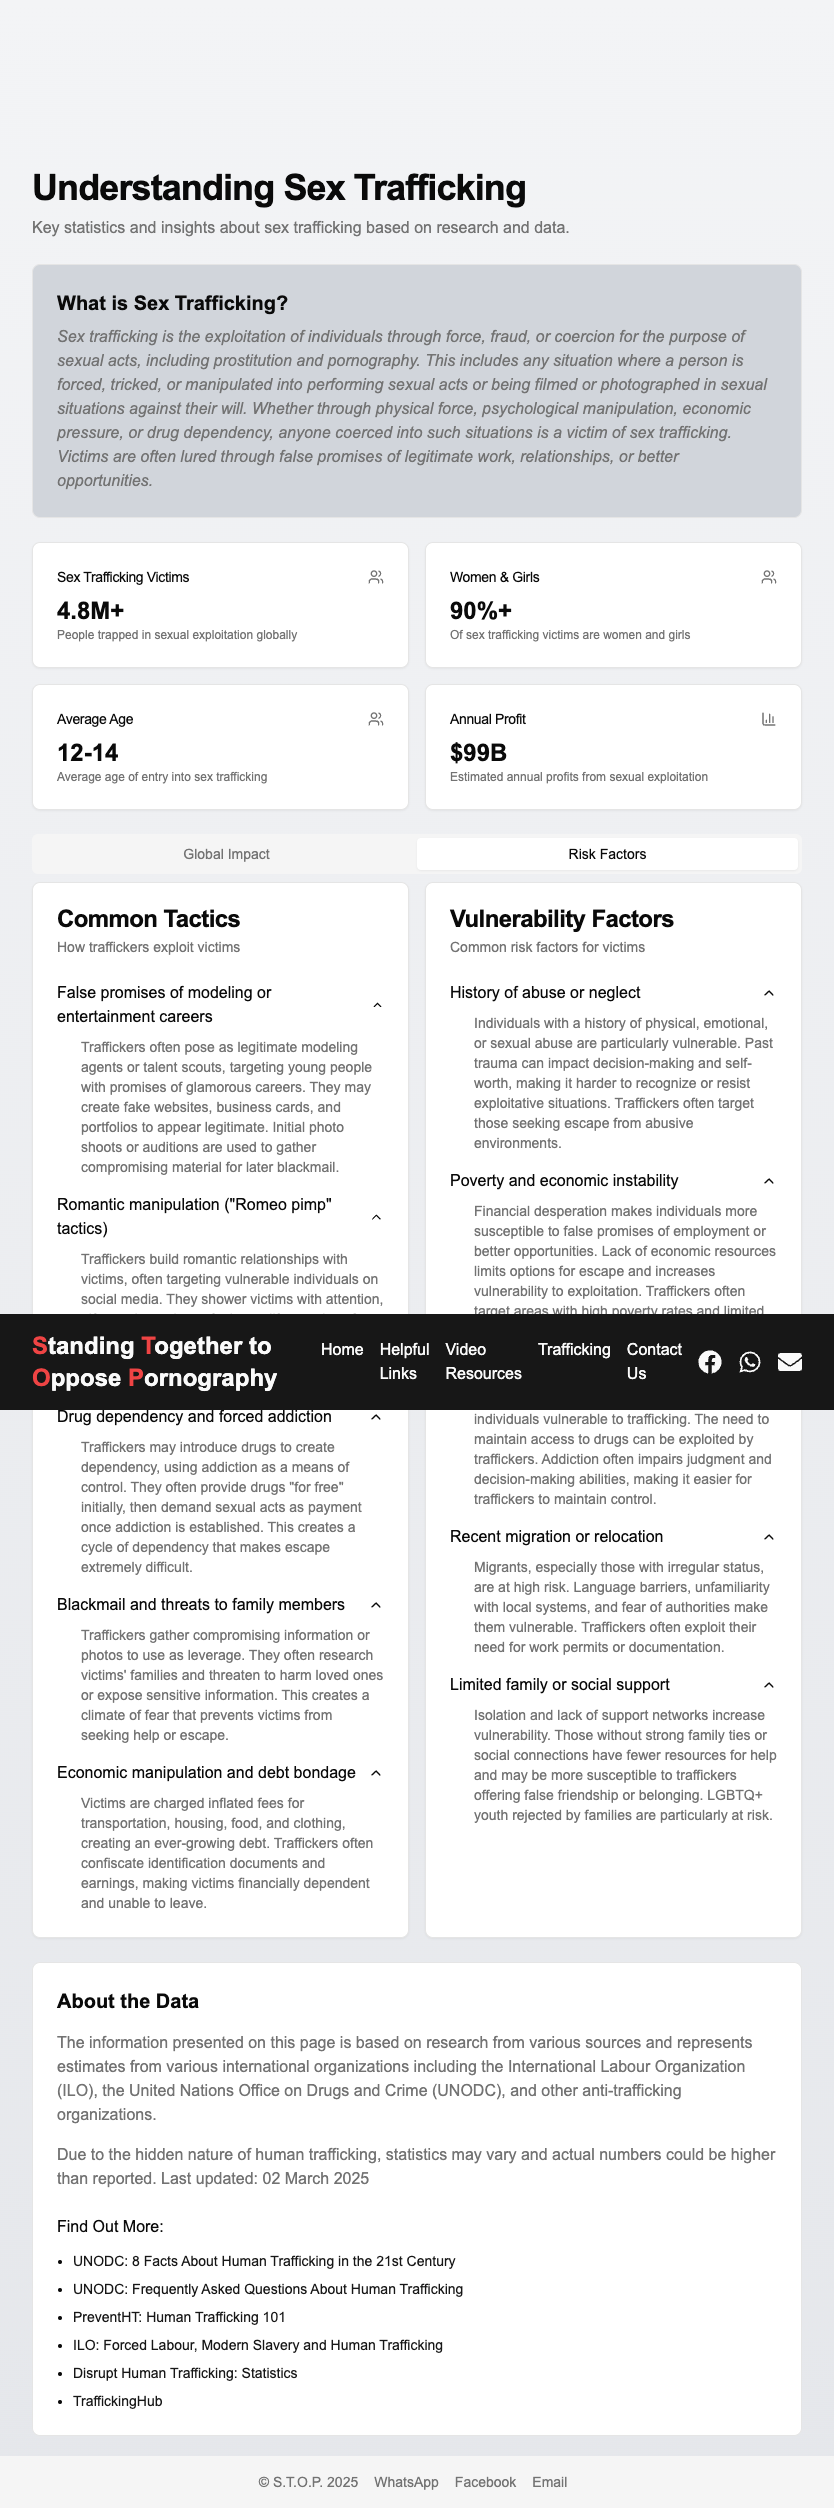 Understanding Sex Trafficking
Key statistics and insights about sex trafficking based on research and data.
What is Sex Trafficking?
Sex trafficking is the exploitation of individuals through force, fraud, or coercion for the purpose of
sexual acts, including prostitution and pornography. This includes any situation where a person is
forced, tricked, or manipulated into performing sexual acts or being filmed or photographed in sexual
situations against their will. Whether through physical force, psychological manipulation, economic
pressure, or drug dependency, anyone coerced into such situations is a victim of sex trafficking.
Victims are often lured through false promises of legitimate work, relationships, or better
opportunities.
Sex Trafficking Victims
4.8M+
People trapped in sexual exploitation globally
Women & Girls
90%+
Of sex trafficking victims are women and girls
Average Age
12-14
Average age of entry into sex trafficking
Annual Profit
$99B
Estimated annual profits from sexual exploitation
Global Impact
Risk Factors
Common Tactics
How traffickers exploit victims
False promises of modeling or
entertainment careers
Traffickers often pose as legitimate modeling
agents or talent scouts, targeting young people
with promises of glamorous careers. They may
create fake websites, business cards, and
portfolios to appear legitimate. Initial photo
shoots or auditions are used to gather
compromising material for later blackmail.
Romantic manipulation ("Romeo pimp"
tactics)
Traffickers build romantic relationships with
victims, often targeting vulnerable individuals on
social media. They shower victims with attention,
Vulnerability Factors
Common risk factors for victims
History of abuse or neglect
Individuals with a history of physical, emotional,
or sexual abuse are particularly vulnerable. Past
trauma can impact decision-making and self-
worth, making it harder to recognize or resist
exploitative situations. Traffickers often target
those seeking escape from abusive
environments.
Poverty and economic instability
Financial desperation makes individuals more
susceptible to false promises of employment or
better opportunities. Lack of economic resources
limits options for escape and increases
vulnerability to exploitation. Traffickers often
target areas with high poverty rates and limited
Standing Together to
Oppose Pornography
Home
Helpful
Links
Video
Resources
Trafficking
Contact
Us
Drug dependency and forced addiction
Traffickers may introduce drugs to create
dependency, using addiction as a means of
control. They often provide drugs "for free"
initially, then demand sexual acts as payment
once addiction is established. This creates a
cycle of dependency that makes escape
extremely difficult.
Blackmail and threats to family members
Traffickers gather compromising information or
photos to use as leverage. They often research
victims' families and threaten to harm loved ones
or expose sensitive information. This creates a
climate of fear that prevents victims from
seeking help or escape.
Economic manipulation and debt bondage
Victims are charged inflated fees for
transportation, housing, food, and clothing,
creating an ever-growing debt. Traffickers often
confiscate identification documents and
earnings, making victims financially dependent
and unable to leave.
individuals vulnerable to trafficking. The need to
maintain access to drugs can be exploited by
traffickers. Addiction often impairs judgment and
decision-making abilities, making it easier for
traffickers to maintain control.
Recent migration or relocation
Migrants, especially those with irregular status,
are at high risk. Language barriers, unfamiliarity
with local systems, and fear of authorities make
them vulnerable. Traffickers often exploit their
need for work permits or documentation.
Limited family or social support
Isolation and lack of support networks increase
vulnerability. Those without strong family ties or
social connections have fewer resources for help
and may be more susceptible to traffickers
offering false friendship or belonging. LGBTQ+
youth rejected by families are particularly at risk.
About the Data
The information presented on this page is based on research from various sources and represents
estimates from various international organizations including the International Labour Organization
(ILO), the United Nations Office on Drugs and Crime (UNODC), and other anti-trafficking
organizations.
Due to the hidden nature of human trafficking, statistics may vary and actual numbers could be higher
than reported. Last updated: 02 March 2025
Find Out More:
• UNODC: 8 Facts About Human Trafficking in the 21st Century
• UNODC: Frequently Asked Questions About Human Trafficking
• PreventHT: Human Trafficking 101
• ILO: Forced Labour, Modern Slavery and Human Trafficking
• Disrupt Human Trafficking: Statistics
• TraffickingHub
© S.T.O.P. 2025
WhatsApp
Facebook
Email